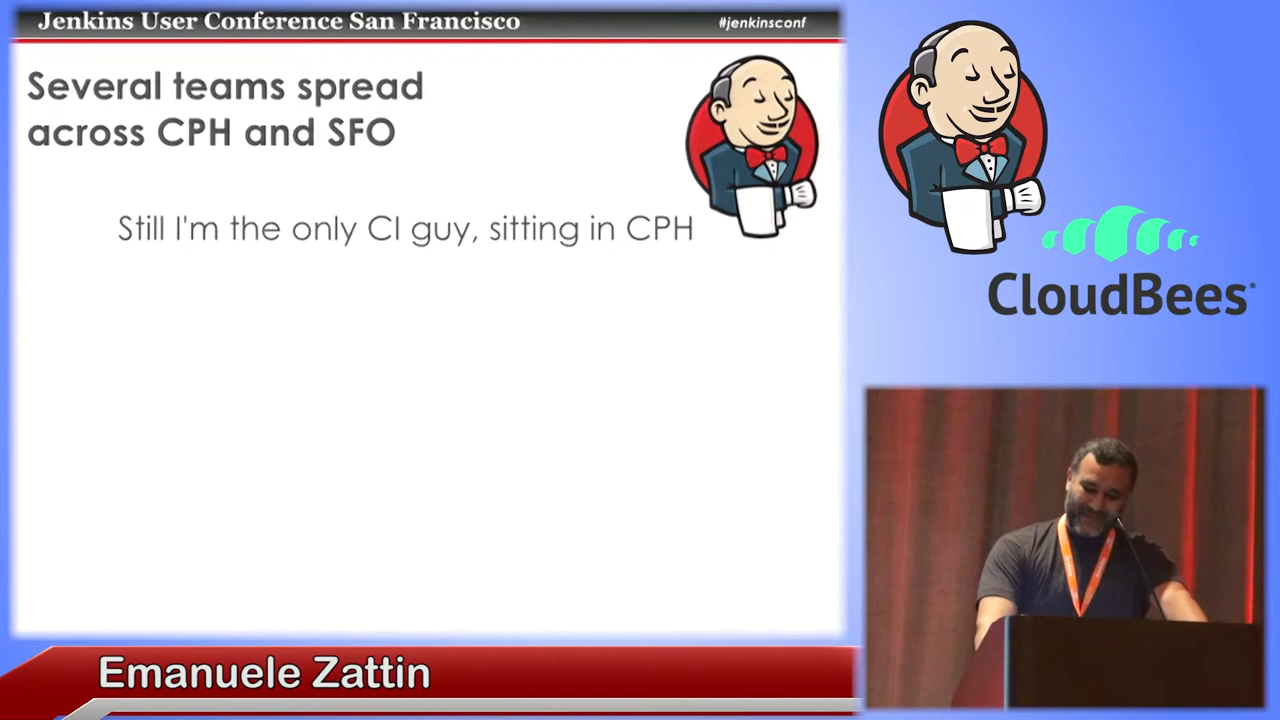 Jenkins User Conference San Francisco
#jenkinsconf
Several teams spread
across CPH and SFO
Still I'm the only CI guy, sitting in CPH
CloudBees
Emanuele Zattin